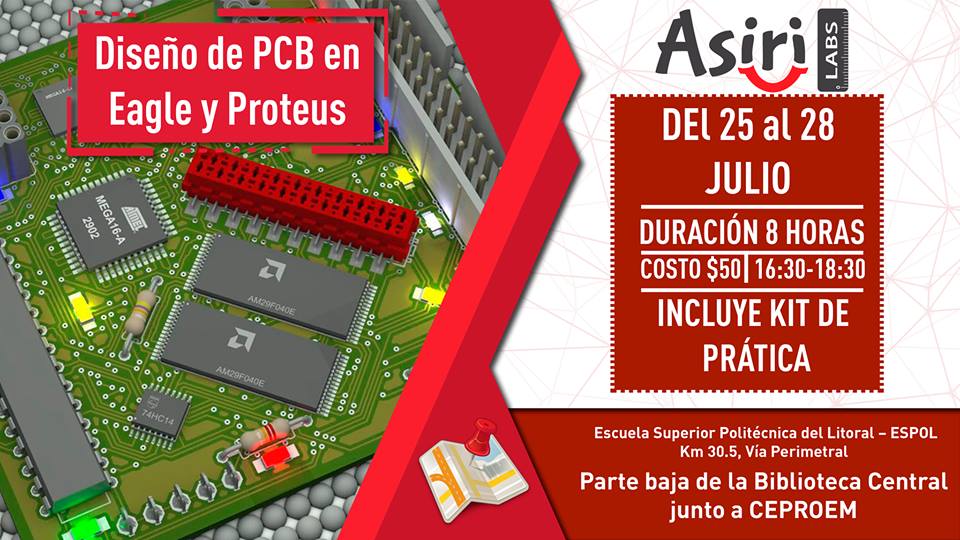 Diseño de PCB en
Eagle y Proteus
Asiri
LABS
DEL 25 al 28
JULIO
DURACIÓN 8 HORAS
COSTO $50 16:30-18:30
INCLUYE KIT DE
PRÁTICA
Escuela Superior Politécnica del Litoral – ESPOL
Km 30.5, Vía Perimetral
Parte baja de la Biblioteca Central
junto a CEPROEM
ATMEL
MEGA16-A
2902
AM29F040E
AM29F040E
74HC14